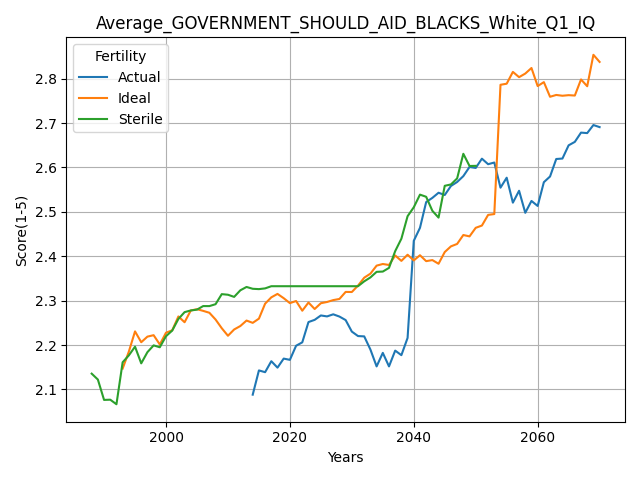 Average_GOVERNMENT_SHOULD_AID_BLACKS_White_Q1_IQ
Fertility
Actual
Ideal
Sterile
Score(1-5)
2.8
2.7
2.6
2.5
2.4
2.3
2.2
2.1
2000
2020
2040
2060
Years